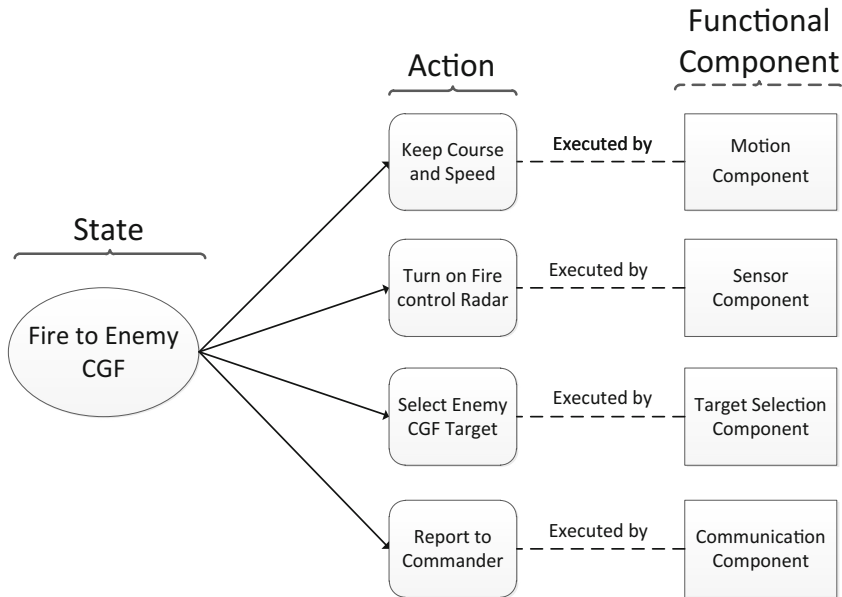 Functional
Component
Action
State
Keep Course
and Speed
Executed by
Motion
Component
Turn on Fire
control Radar
Executed by
Sensor
Component
Fire to Enemy
CGF
Select Enemy
CGF Target
Executed by
Target Selection
Component
Report to
Commander
Executed by
Communication
Component